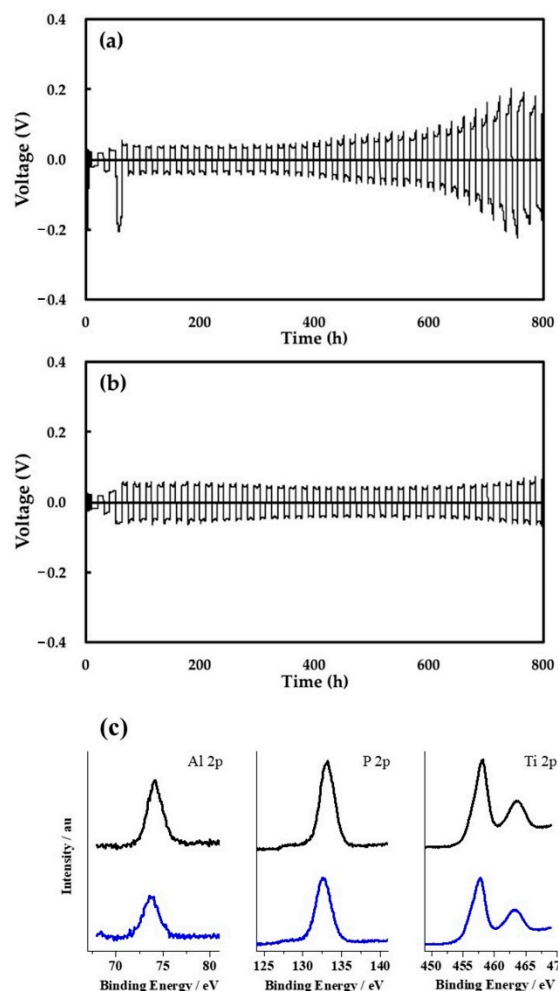 (a)
Voltage (V)
0.4
0.2
0.0
−0.2
−0.4
0 200 400 600 800
Time (h)
(b)
Voltage (V)
0.4
0.2
0.0
−0.2
−0.4
0 200 400 600 800
Time (h)
(c)
Intensity / au
Al 2p P 2p Ti 2p
70 75 80 125 130 135 140 450 455 460 465 47
Binding Energy / eV Binding Energy / eV Binding Energy / eV